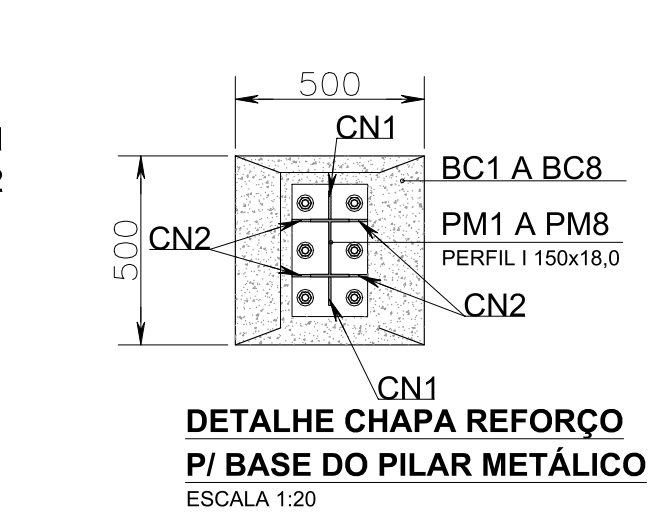 500
CN1
BC1 A BC8
PM1 A PM8
PERFIL I 150x18,0
500
CN2
CN2
CN1
DETALHE CHAPA REFORÇO
P/ BASE DO PILAR METÁLICO
ESCALA 1:20